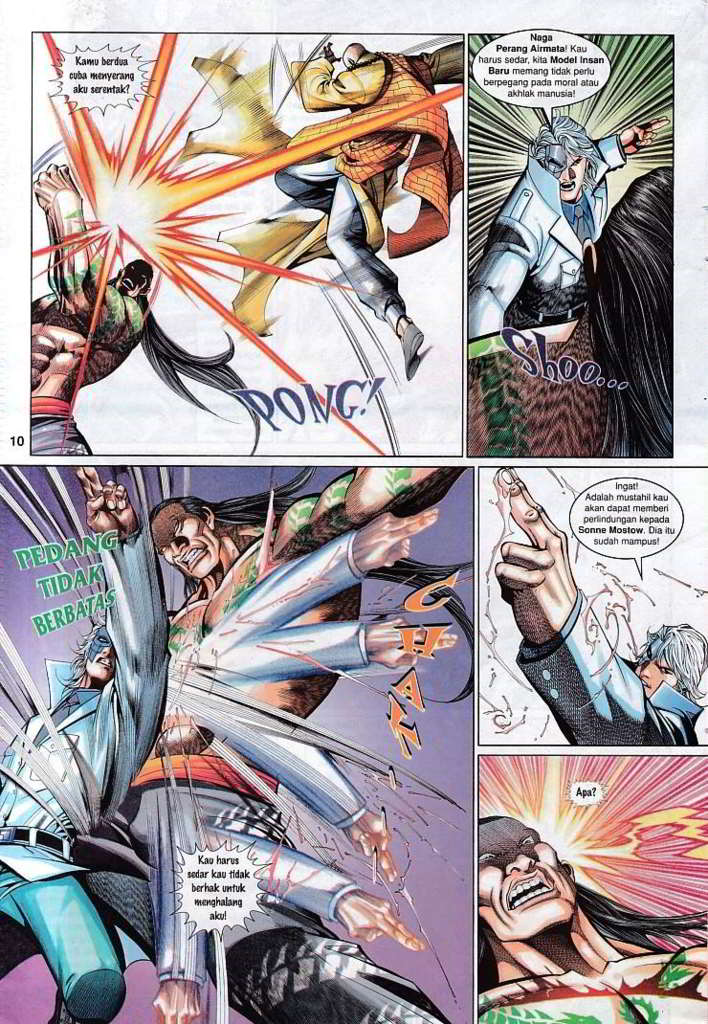 Kamu berdua
cuba menyerang
aku serentak?
PONG!
Naga
Perang Airmata! Kau
harus sedar, kita Model Insan
Baru memang tidak perlu
berpegang pada moral atau
akhlak manusia!
Shoo...
10
PEDANG
TIDAK
BERBATAS
CHAT
Kau harus
sedar kau tidak
berhak untuk
menghalang
aku!
Ingat!
Adalah mustahil kau
akan dapat memberi
perlindungan kepada
Sonne Mostow. Dia itu
sudah mampus!
Apa?